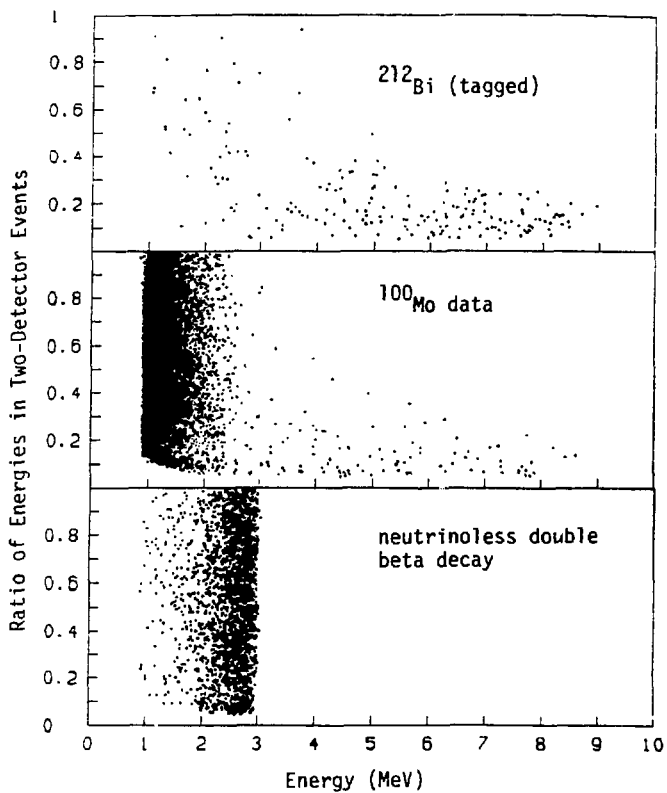 Ratio of Energies in Two-Detector Events
1
0.8
0.6
0.4
0.2
212Bi (tagged)
0.8
0.6
0.4
0.2
100Mo data
0.8
0.6
0.4
0.2
0
neutrinoless double
beta decay
0 1 2 3 4 5 6 7 8 9 10
Energy (MeV)